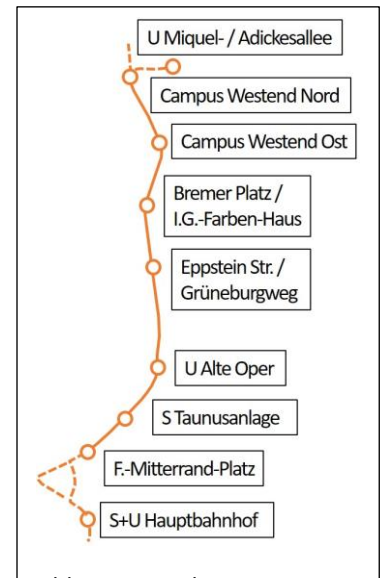 U Miquel- / Adickesallee
Campus Westend Nord
Campus Westend Ost
Bremer Platz /
I.G.-Farben-Haus
Eppstein Str. /
Grüneburgweg
U Alte Oper
S Taunusanlage
F.-Mitterrand-Platz
S+U Hauptbahnhof